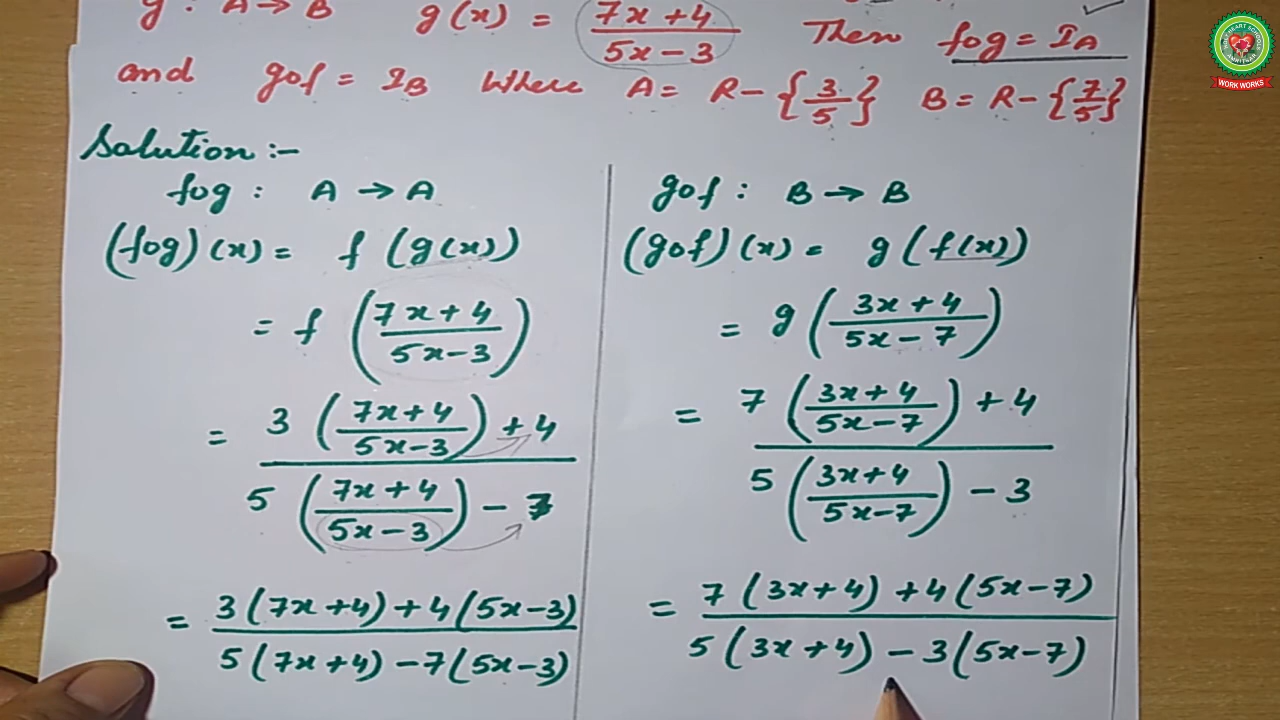 g : A → B g(x) = (7x+4)/(5x-3) Then fog = I_A
and gof = I_B Where A = R-{3/5} B = R-{7/5}
Solution :-
fog : A → A
(fog)(x) = f(g(x))
= f((7x+4)/(5x-3))
= (3((7x+4)/(5x-3)) + 4)/(5((7x+4)/(5x-3)) - 7)
= (3(7x+4)+4(5x-3))/(5(7x+4)-7(5x-3))
gof : B → B
(gof)(x) = g(f(x))
= g((3x+4)/(5x-7))
= (7((3x+4)/(5x-7)) + 4)/(5((3x+4)/(5x-7)) - 3)
= (7(3x+4)+4(5x-7))/(5(3x+4)-3(5x-7))
WORK WORKS